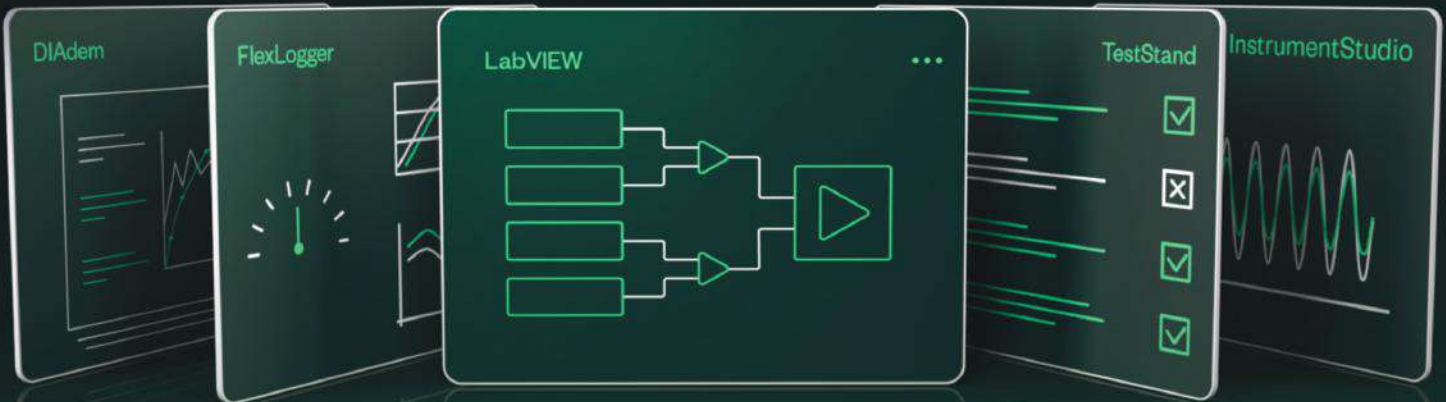 DIAdem
FlexLogger
LabVIEW
TestStand
InstrumentStudio